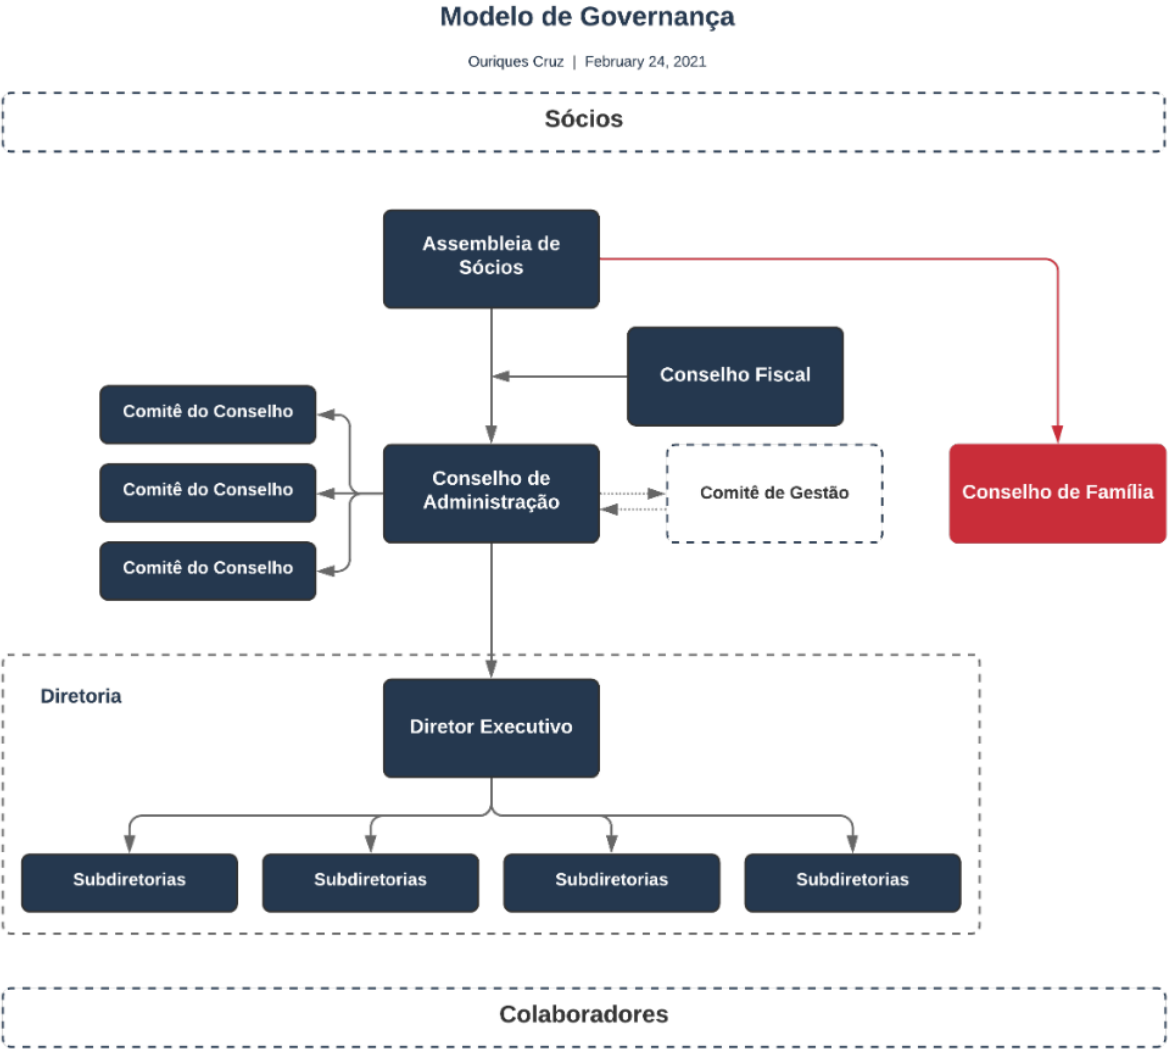 Modelo de Governança
Ouriques Cruz | February 24, 2021
Sócios
Assembleia de
Sócios
Conselho Fiscal
Comitê do Conselho
Comitê do Conselho
Comitê do Conselho
Conselho de
Administração
Comitê de Gestão
Conselho de Família
Diretoria
Diretor Executivo
Subdiretorias
Subdiretorias
Subdiretorias
Subdiretorias
Colaboradores